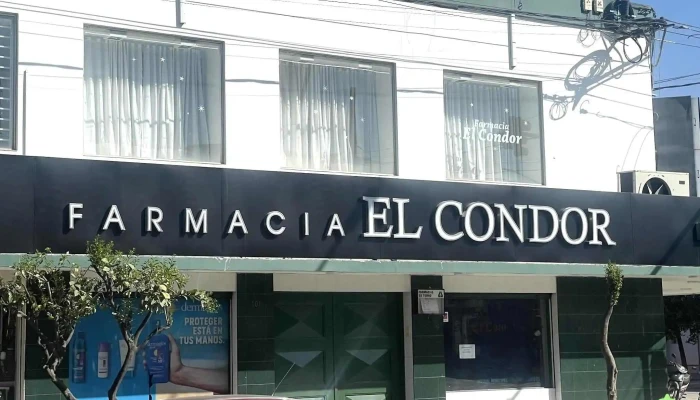 Farmacia
El Condor
FARMACIA EL CONDOR
PROTEGER
ESTÁ EN
TUS MANOS.